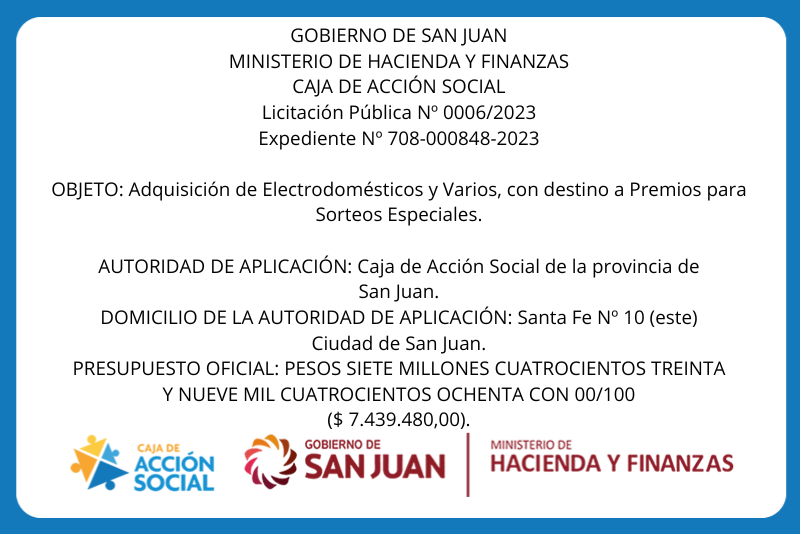 GOBIERNO DE SAN JUAN
MINISTERIO DE HACIENDA Y FINANZAS
CAJA DE ACCIÓN SOCIAL
Licitación Pública Nº 0006/2023
Expediente Nº 708-000848-2023
OBJETO: Adquisición de Electrodomésticos y Varios, con destino a Premios para
Sorteos Especiales.
AUTORIDAD DE APLICACIÓN: Caja de Acción Social de la provincia de
San Juan.
DOMICILIO DE LA AUTORIDAD DE APLICACIÓN: Santa Fe Nº 10 (este)
Ciudad de San Juan.
PRESUPUESTO OFICIAL: PESOS SIETE MILLONES CUATROCIENTOS TREINTA
Y NUEVE MIL CUATROCIENTOS OCHENTA CON 00/100
($ 7.439.480,00).
CAJA DE
ACCIÓN
SOCIAL
GOBIERNO DE
SAN JUAN
MINISTERIO DE
HACIENDA Y FINANZAS